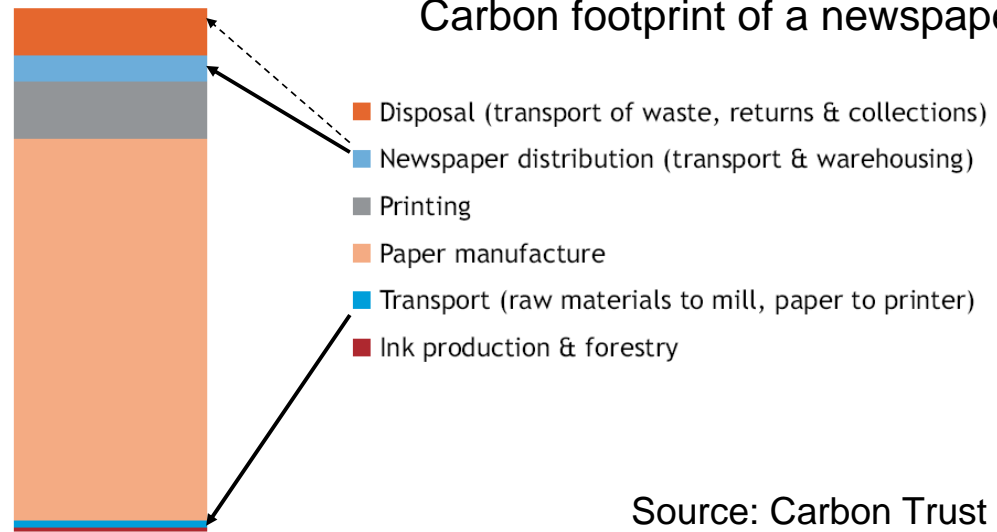 Carbon footprint of a newspape
Disposal (transport of waste, returns & collections)
Newspaper distribution (transport & warehousing)
Printing
Paper manufacture
Transport (raw materials to mill, paper to printer)
Ink production & forestry
Source: Carbon Trust